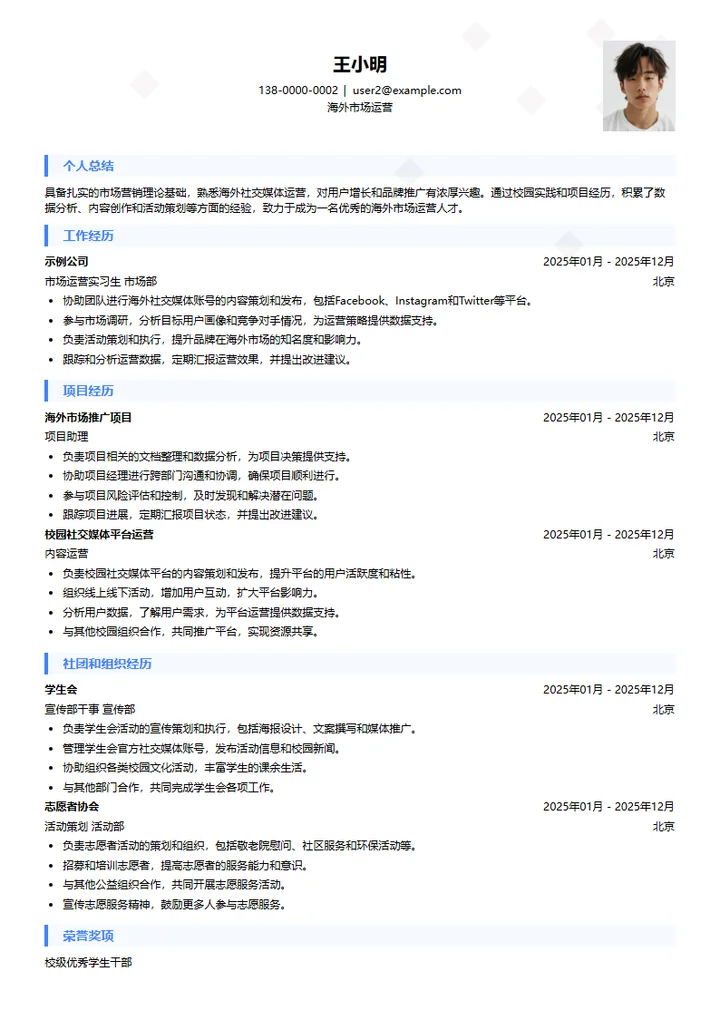 王小明
138-0000-0002 | user2@example.com
海外市场运营
个人总结
具备扎实的市场营销理论基础，熟悉海外社交媒体运营，对用户增长和品牌推广有浓厚兴趣。通过校园实践和项目经历，积累了数
据分析、内容创作和活动策划等方面的经验，致力于成为一名优秀的海外市场运营人才。
工作经历
示例公司 2025年01月 - 2025年12月
市场运营实习生 市场部 北京
• 协助团队进行海外社交媒体账号的内容策划和发布，包括Facebook、Instagram和Twitter等平台。
• 参与市场调研，分析目标用户画像和竞争对手情况，为运营策略提供数据支持。
• 负责活动策划和执行，提升品牌在海外市场的知名度和影响力。
• 跟踪和分析运营数据，定期汇报运营效果，并提出改进建议。
项目经历
海外市场推广项目 2025年01月 - 2025年12月
项目助理 北京
• 负责项目相关的文档整理和数据分析，为项目决策提供支持。
• 协助项目经理进行跨部门沟通和协调，确保项目顺利进行。
• 参与项目风险评估和控制，及时发现和解决潜在问题。
• 跟踪项目进展，定期汇报项目状态，并提出改进建议。
校园社交媒体平台运营 2025年01月 - 2025年12月
内容运营 北京
• 负责校园社交媒体平台的内容策划和发布，提升平台的用户活跃度和粘性。
• 组织线上线下活动，增加用户互动，扩大平台影响力。
• 分析用户数据，了解用户需求，为平台运营提供数据支持。
• 与其他校园组织合作，共同推广平台，实现资源共享。
社团和组织经历
学生会 2025年01月 - 2025年12月
宣传部干事 宣传部 北京
• 负责学生会活动的宣传策划和执行，包括海报设计、文案撰写和媒体推广。
• 管理学生会官方社交媒体账号，发布活动信息和校园新闻。
• 协助组织各类校园文化活动，丰富学生的课余生活。
• 与其他部门合作，共同完成学生会各项工作。
志愿者协会 2025年01月 - 2025年12月
活动策划 活动部 北京
• 负责志愿者活动的策划和组织，包括敬老院慰问、社区服务和环保活动等。
• 招募和培训志愿者，提高志愿者的服务能力和意识。
• 与其他公益组织合作，共同开展志愿服务活动。
• 宣传志愿服务精神，鼓励更多人参与志愿服务。
荣誉奖项
校级优秀学生干部